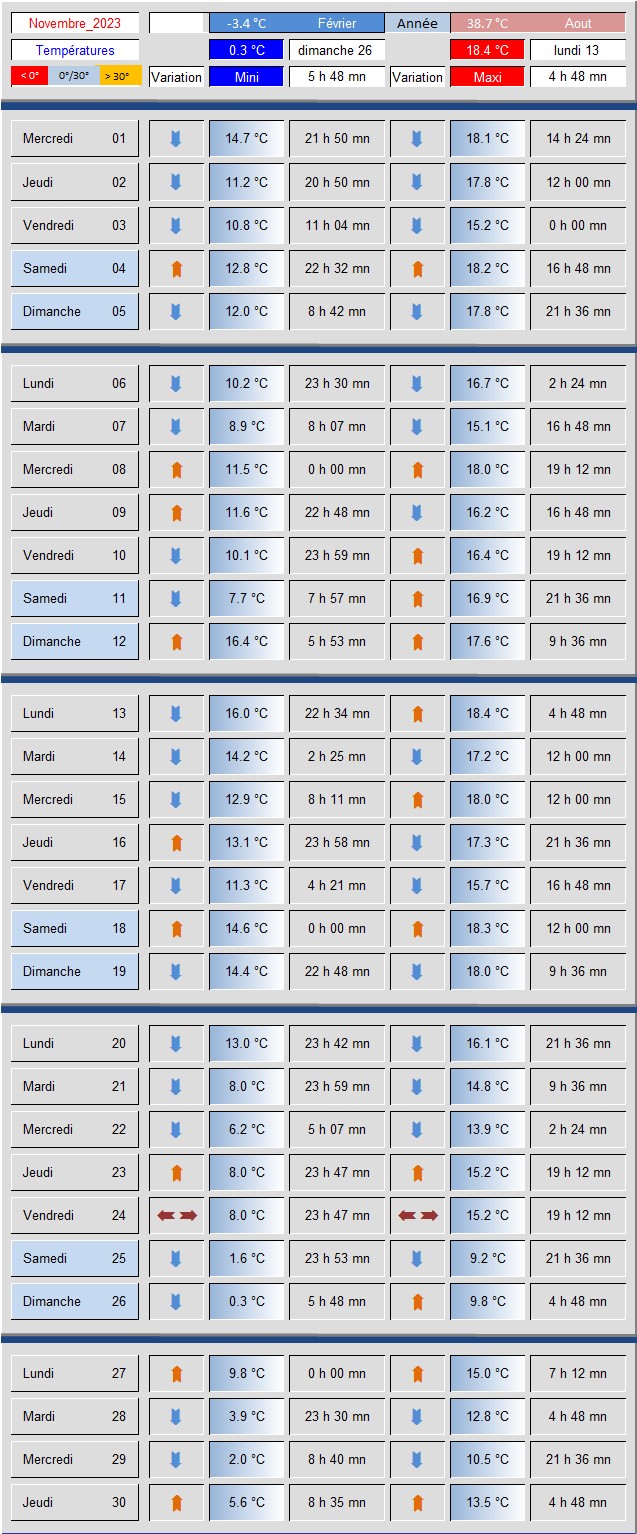 Novembre_2023 -3.4 °C Février Année 38.7 °C Aout
Températures 0.3 °C dimanche 26 18.4 °C lundi 13
< 0° 0°/30° > 30° Variation Mini 5 h 48 mn Variation Maxi 4 h 48 mn
Mercredi 01 14.7 °C 21 h 50 mn 18.1 °C 14 h 24 mn
Jeudi 02 11.2 °C 20 h 50 mn 17.8 °C 12 h 00 mn
Vendredi 03 10.8 °C 11 h 04 mn 15.2 °C 0 h 00 mn
Samedi 04 12.8 °C 22 h 32 mn 18.2 °C 16 h 48 mn
Dimanche 05 12.0 °C 8 h 42 mn 17.8 °C 21 h 36 mn
Lundi 06 10.2 °C 23 h 30 mn 16.7 °C 2 h 24 mn
Mardi 07 8.9 °C 8 h 07 mn 15.1 °C 16 h 48 mn
Mercredi 08 11.5 °C 0 h 00 mn 18.0 °C 19 h 12 mn
Jeudi 09 11.6 °C 22 h 48 mn 16.2 °C 16 h 48 mn
Vendredi 10 10.1 °C 23 h 59 mn 16.4 °C 19 h 12 mn
Samedi 11 7.7 °C 7 h 57 mn 16.9 °C 21 h 36 mn
Dimanche 12 16.4 °C 5 h 53 mn 17.6 °C 9 h 36 mn
Lundi 13 16.0 °C 22 h 34 mn 18.4 °C 4 h 48 mn
Mardi 14 14.2 °C 2 h 25 mn 17.2 °C 12 h 00 mn
Mercredi 15 12.9 °C 8 h 11 mn 18.0 °C 12 h 00 mn
Jeudi 16 13.1 °C 23 h 58 mn 17.3 °C 21 h 36 mn
Vendredi 17 11.3 °C 4 h 21 mn 15.7 °C 16 h 48 mn
Samedi 18 14.6 °C 0 h 00 mn 18.3 °C 12 h 00 mn
Dimanche 19 14.4 °C 22 h 48 mn 18.0 °C 9 h 36 mn
Lundi 20 13.0 °C 23 h 42 mn 16.1 °C 21 h 36 mn
Mardi 21 8.0 °C 23 h 59 mn 14.8 °C 9 h 36 mn
Mercredi 22 6.2 °C 5 h 07 mn 13.9 °C 2 h 24 mn
Jeudi 23 8.0 °C 23 h 47 mn 15.2 °C 19 h 12 mn
Vendredi 24 8.0 °C 23 h 47 mn 15.2 °C 19 h 12 mn
Samedi 25 1.6 °C 23 h 53 mn 9.2 °C 21 h 36 mn
Dimanche 26 0.3 °C 5 h 48 mn 9.8 °C 4 h 48 mn
Lundi 27 9.8 °C 0 h 00 mn 15.0 °C 7 h 12 mn
Mardi 28 3.9 °C 23 h 30 mn 12.8 °C 4 h 48 mn
Mercredi 29 2.0 °C 8 h 40 mn 10.5 °C 21 h 36 mn
Jeudi 30 5.6 °C 8 h 35 mn 13.5 °C 4 h 48 mn